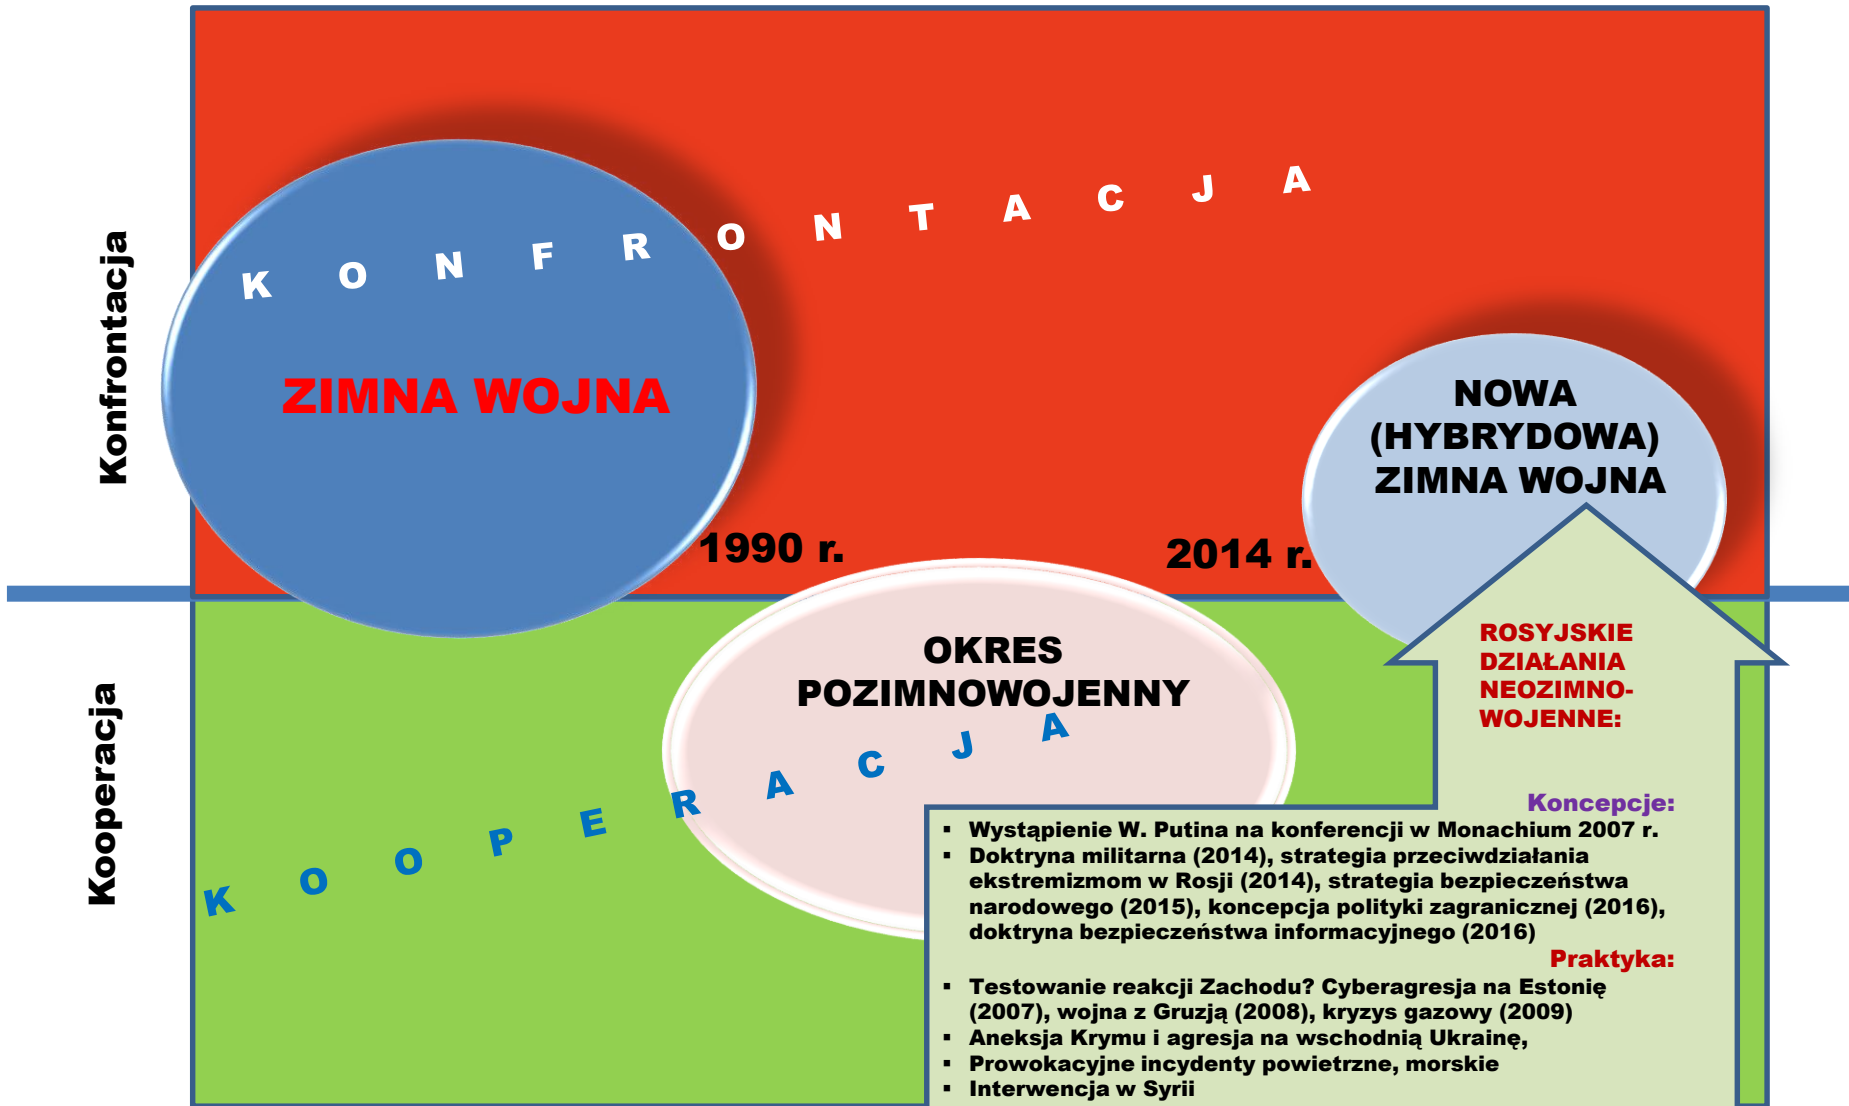 Konfrontacja
Kooperacja
K O N F R O N T A C J A
ZIMNA WOJNA
NOWA
(HYBRYDOWA)
ZIMNA WOJNA
1990 r.
2014 r.
OKRES
POZIMNOWOJENNY
K O O P E R A C J A
ROSYJSKIE
DZIAŁANIA
NEOZIMNO-
WOJENNE:
Koncepcje:
▪ Wystąpienie W. Putina na konferencji w Monachium 2007 r.
▪ Doktryna militarna (2014), strategia przeciwdziałania
ekstremizmom w Rosji (2014), strategia bezpieczeństwa
narodowego (2015), koncepcja polityki zagranicznej (2016),
doktryna bezpieczeństwa informacyjnego (2016)
Praktyka:
▪ Testowanie reakcji Zachodu? Cyberagresja na Estonię
(2007), wojna z Gruzją (2008), kryzys gazowy (2009)
▪ Aneksja Krymu i agresja na wschodnią Ukrainę,
▪ Prowokacyjne incydenty powietrzne, morskie
▪ Interwencja w Syrii